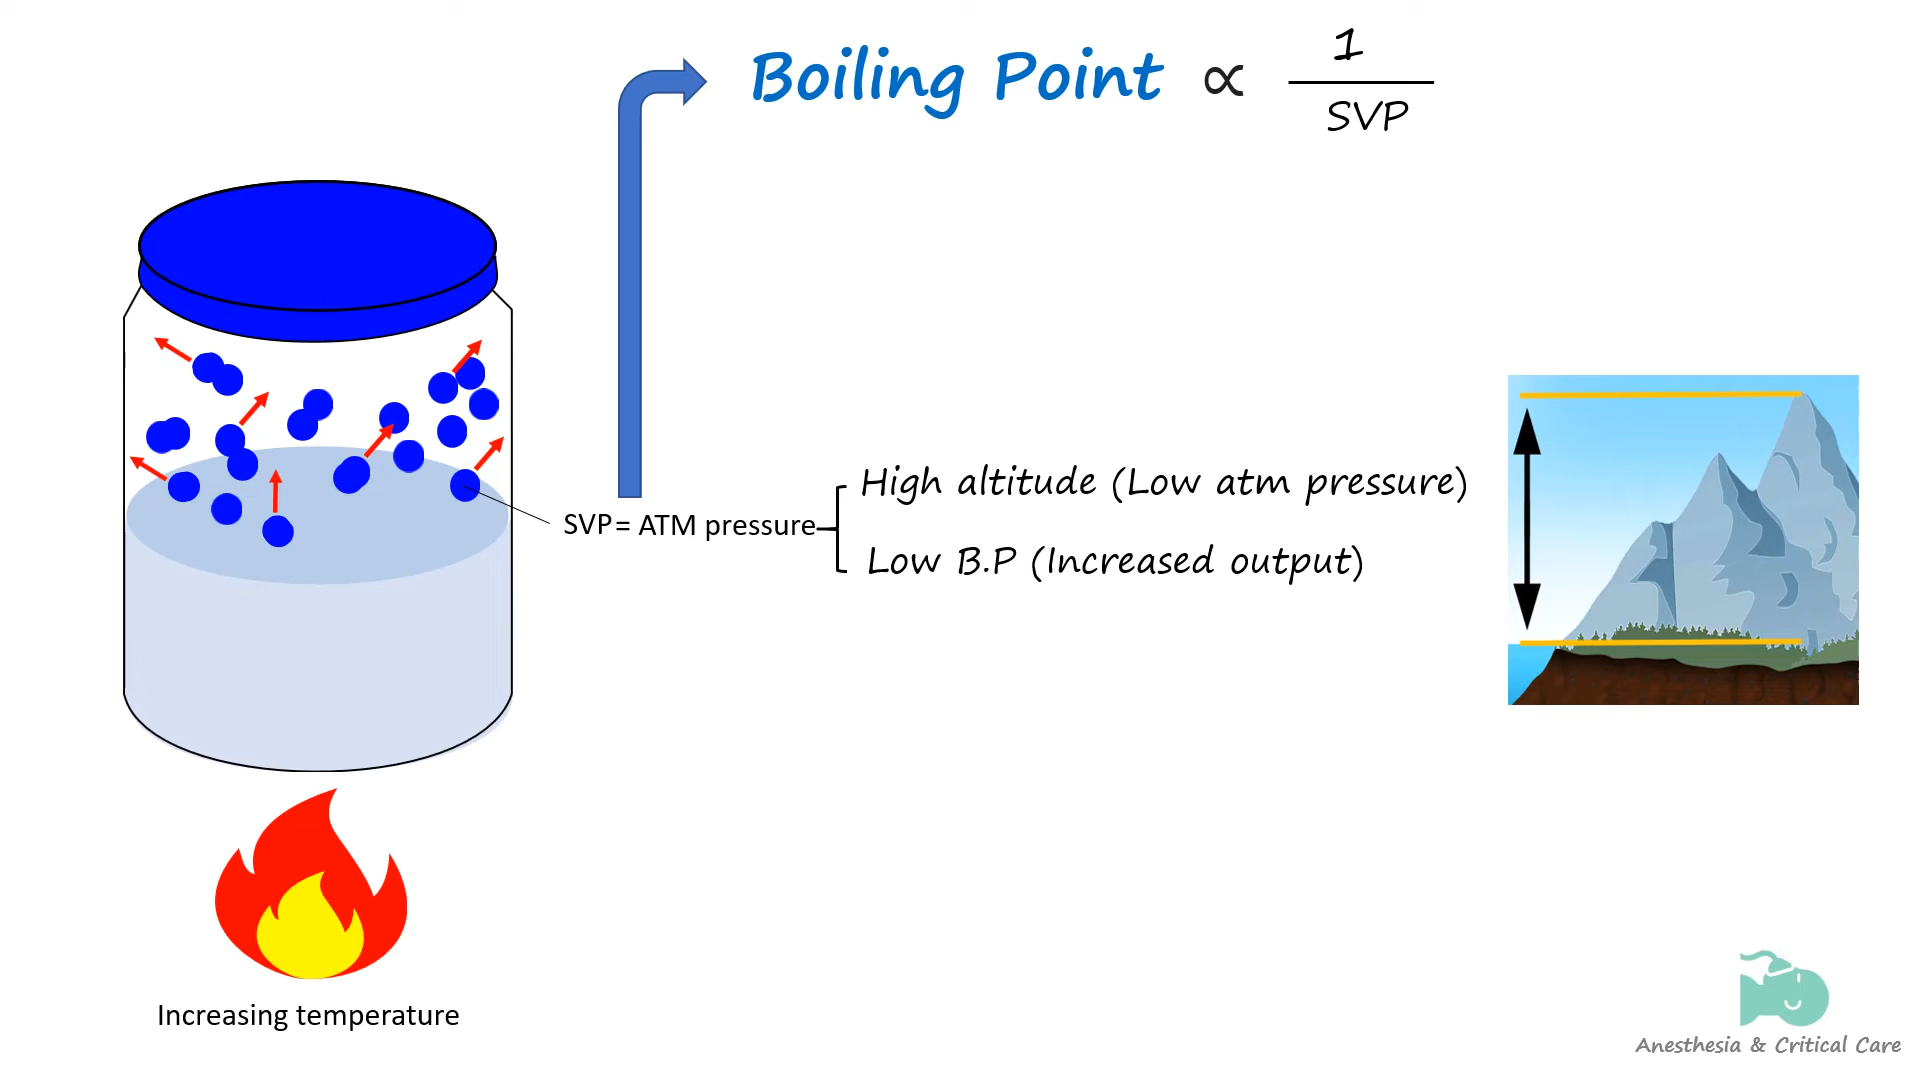 Boiling Point ∝ 1
SVP
SVP= ATM pressure
High altitude (Low atm pressure)
Low B.P (Increased output)
Increasing temperature
Anesthesia & Critical Care